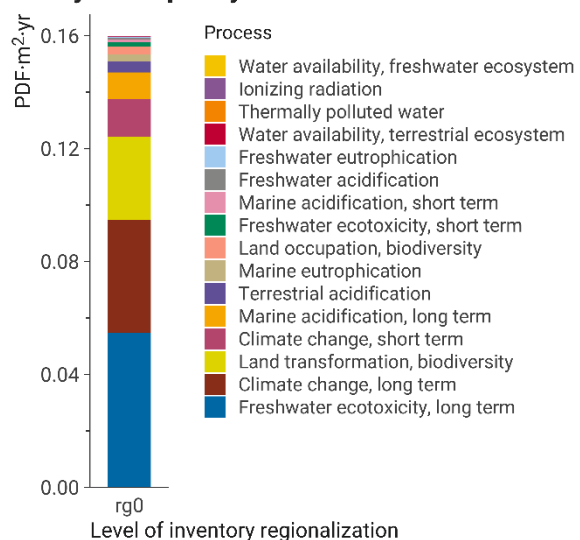 PDF·m²·yr
0.16
0.12
0.08
0.04
0.00
rg0
Level of inventory regionalization
Process
Water availability, freshwater ecosystem
Ionizing radiation
Thermally polluted water
Water availability, terrestrial ecosystem
Freshwater eutrophication
Freshwater acidification
Marine acidification, short term
Freshwater ecotoxicity, short term
Land occupation, biodiversity
Marine eutrophication
Terrestrial acidification
Marine acidification, long term
Climate change, short term
Land transformation, biodiversity
Climate change, long term
Freshwater ecotoxicity, long term